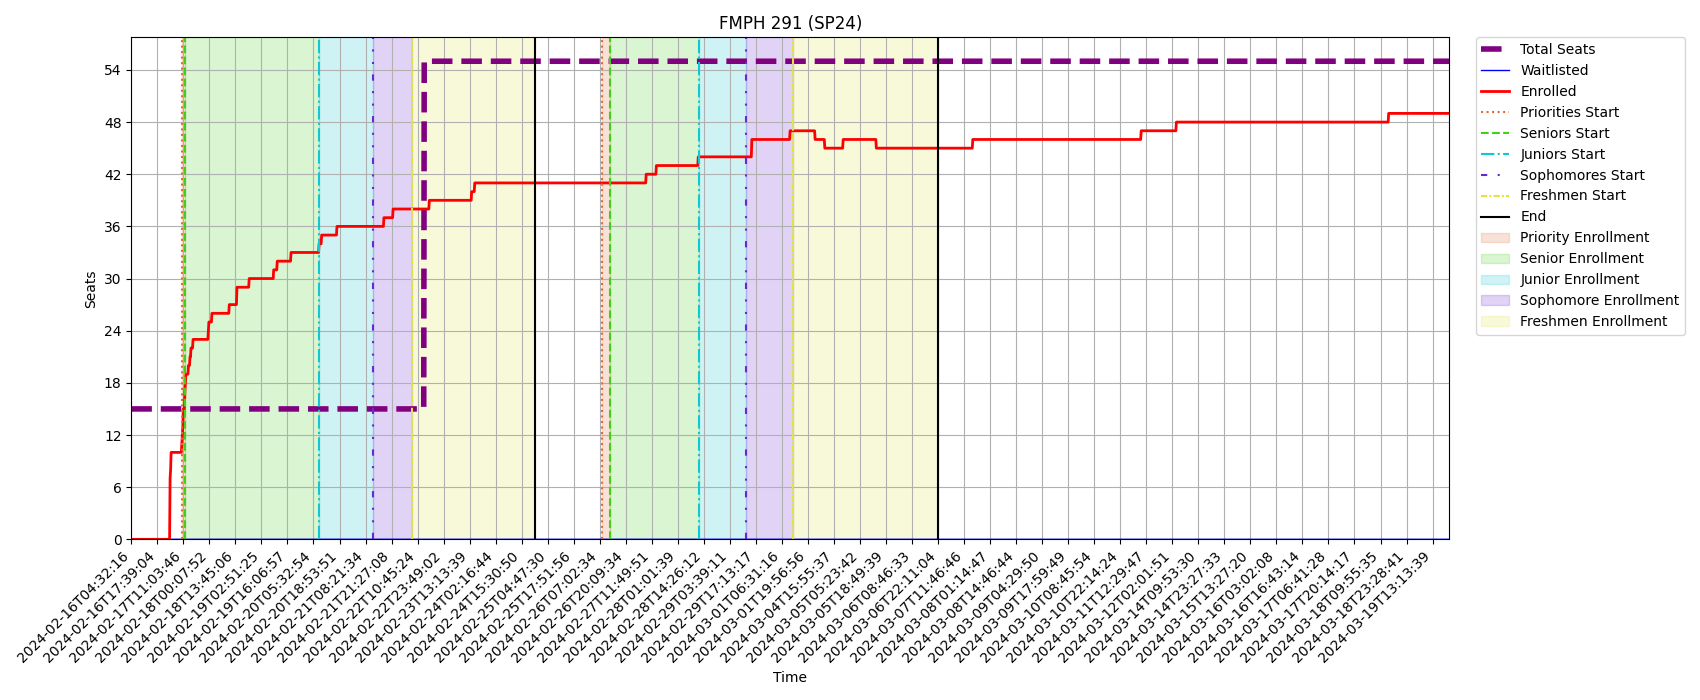 FMPH 291 (SP24)
Seats
54
48
42
36
30
24
18
12
6
0
2024-02-16T04:32:16
2024-02-16T17:39:04
2024-02-17T11:03:46
2024-02-18T00:07:52
2024-02-18T13:45:06
2024-02-19T02:51:25
2024-02-19T16:06:57
2024-02-20T05:32:54
2024-02-20T18:53:51
2024-02-21T08:21:34
2024-02-21T21:27:08
2024-02-22T10:45:24
2024-02-22T23:49:02
2024-02-23T13:13:39
2024-02-24T02:16:44
2024-02-24T15:30:50
2024-02-25T04:47:30
2024-02-25T17:51:56
2024-02-26T07:02:34
2024-02-26T20:09:34
2024-02-27T11:49:51
2024-02-28T01:01:39
2024-02-28T14:26:12
2024-02-29T03:39:11
2024-02-29T17:13:17
2024-03-01T06:31:16
2024-03-01T19:56:56
2024-03-04T15:55:37
2024-03-05T05:23:42
2024-03-05T18:49:39
2024-03-06T08:46:33
2024-03-06T22:11:04
2024-03-07T11:46:46
2024-03-08T01:14:47
2024-03-08T14:46:44
2024-03-09T04:29:50
2024-03-09T17:59:49
2024-03-10T08:45:54
2024-03-10T22:14:24
2024-03-11T12:29:47
2024-03-12T02:01:51
2024-03-14T09:53:30
2024-03-14T23:27:33
2024-03-15T13:27:20
2024-03-16T03:02:08
2024-03-16T16:43:14
2024-03-17T06:41:28
2024-03-17T20:14:17
2024-03-18T09:55:35
2024-03-18T23:28:41
2024-03-19T13:13:39
Time
Total Seats
Waitlisted
Enrolled
Priorities Start
Seniors Start
Juniors Start
Sophomores Start
Freshmen Start
End
Priority Enrollment
Senior Enrollment
Junior Enrollment
Sophomore Enrollment
Freshmen Enrollment